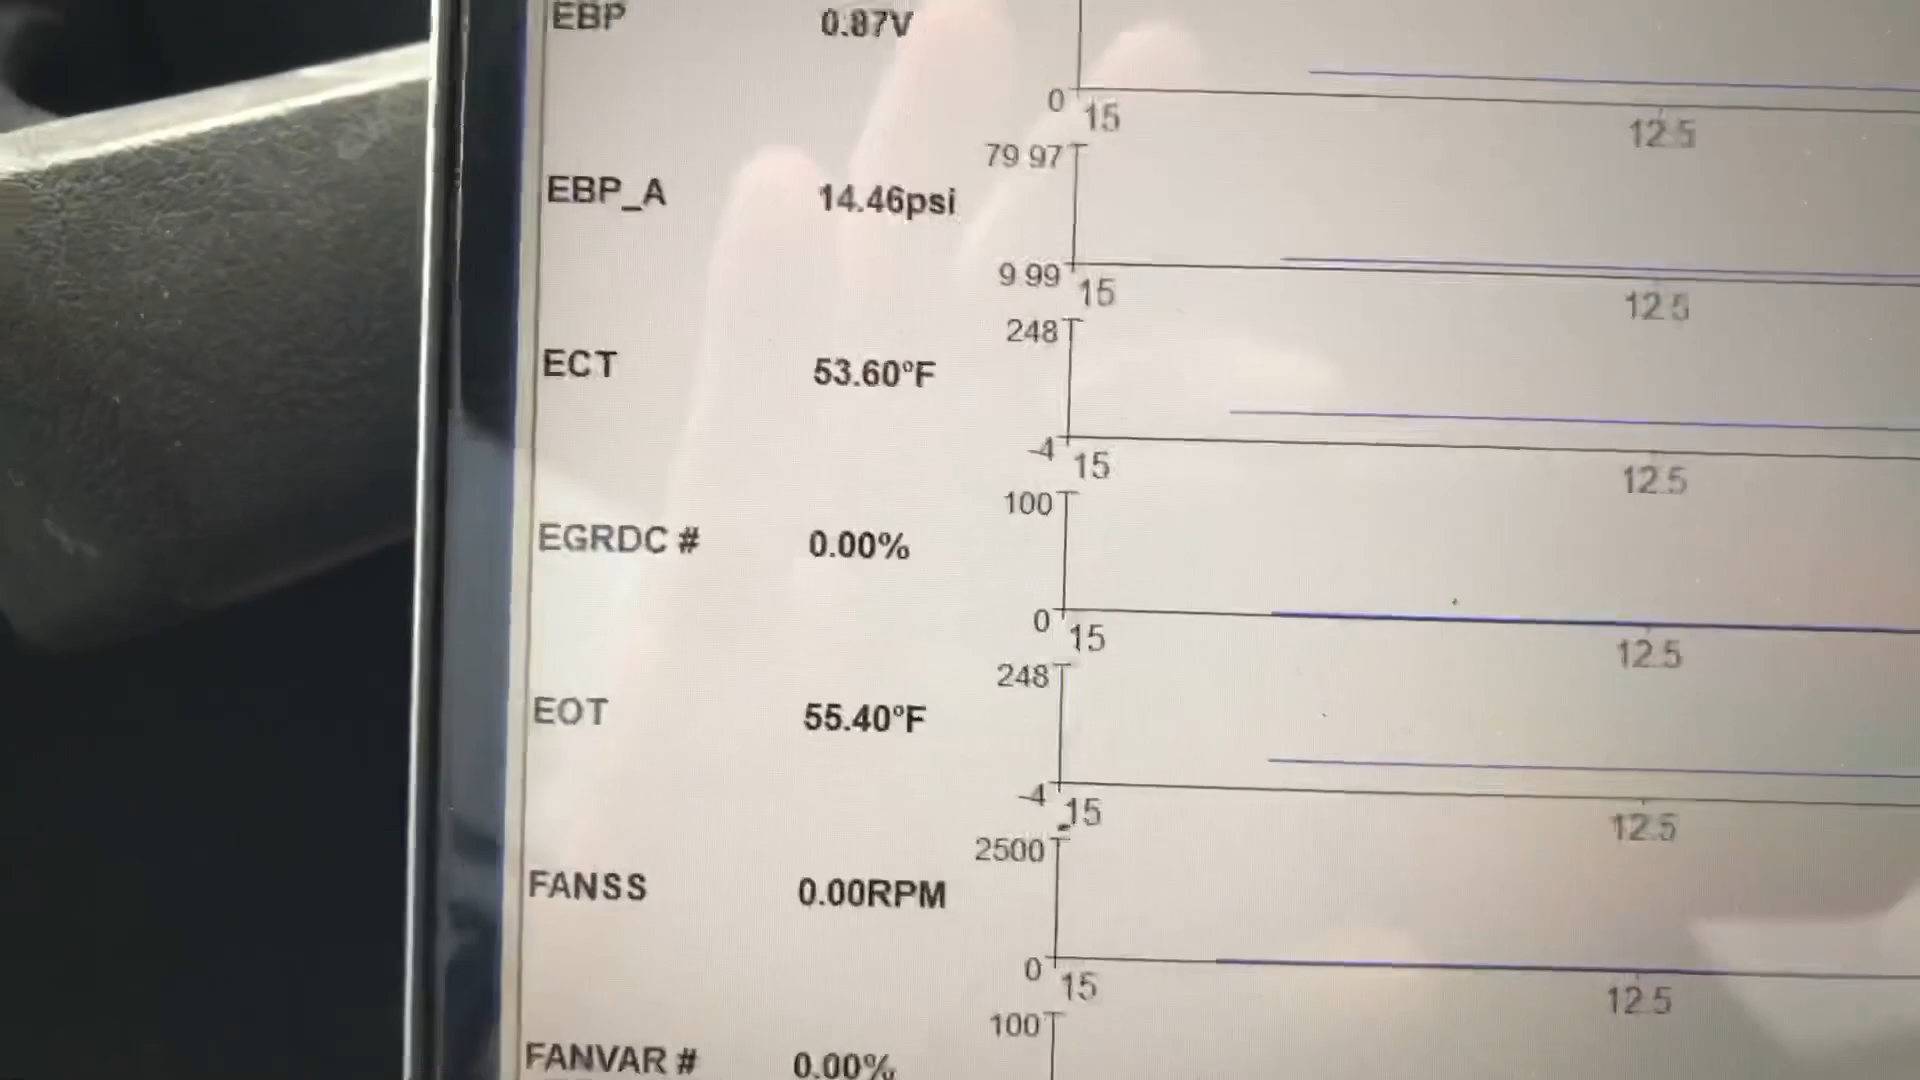 EBP 0.87V
0 15 12.5
EBP_A 14.46psi
79 97
9 99 15 12.5
ECT 53.60°F
248
-4 15 12.5
EGRDC # 0.00%
100
0 15 12.5
EOT 55.40°F
248
-4 15 12.5
FANSS 0.00RPM
2500
0 15 12.5
FANVAR # 0.00%
100